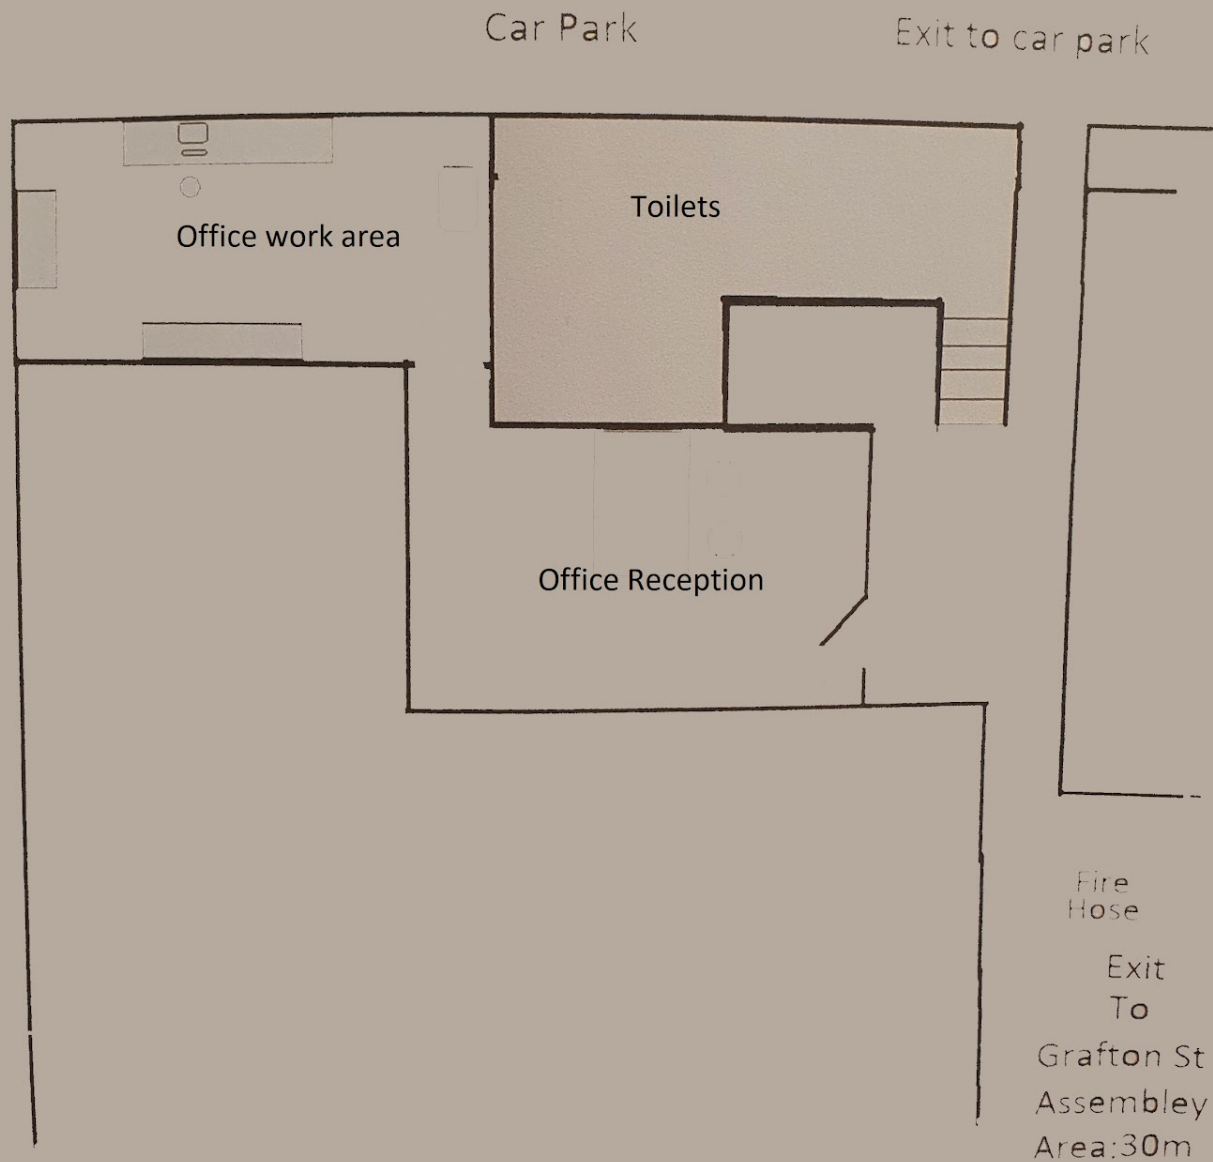 Car Park
Exit to car park
Toilets
Office work area
Office Reception
Fire
Hose
Exit
To
Grafton St
Assembley
Area:30m